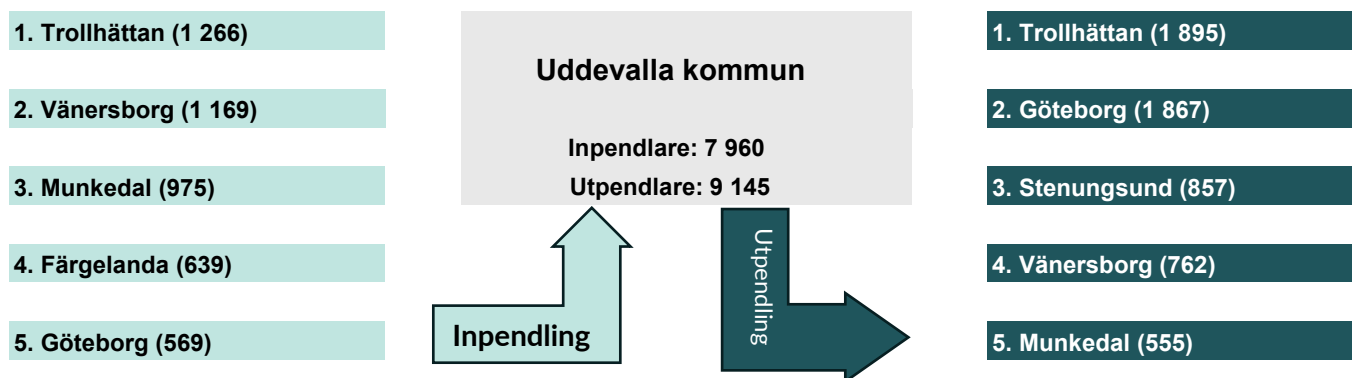 1. Trollhättan (1 266)
2. Vänersborg (1 169)
3. Munkedal (975)
4. Färgelanda (639)
5. Göteborg (569)
Uddevalla kommun
Inpendlare: 7 960
Utpendlare: 9 145
Inpendling
Utpendling
1. Trollhättan (1 895)
2. Göteborg (1 867)
3. Stenungsund (857)
4. Vänersborg (762)
5. Munkedal (555)